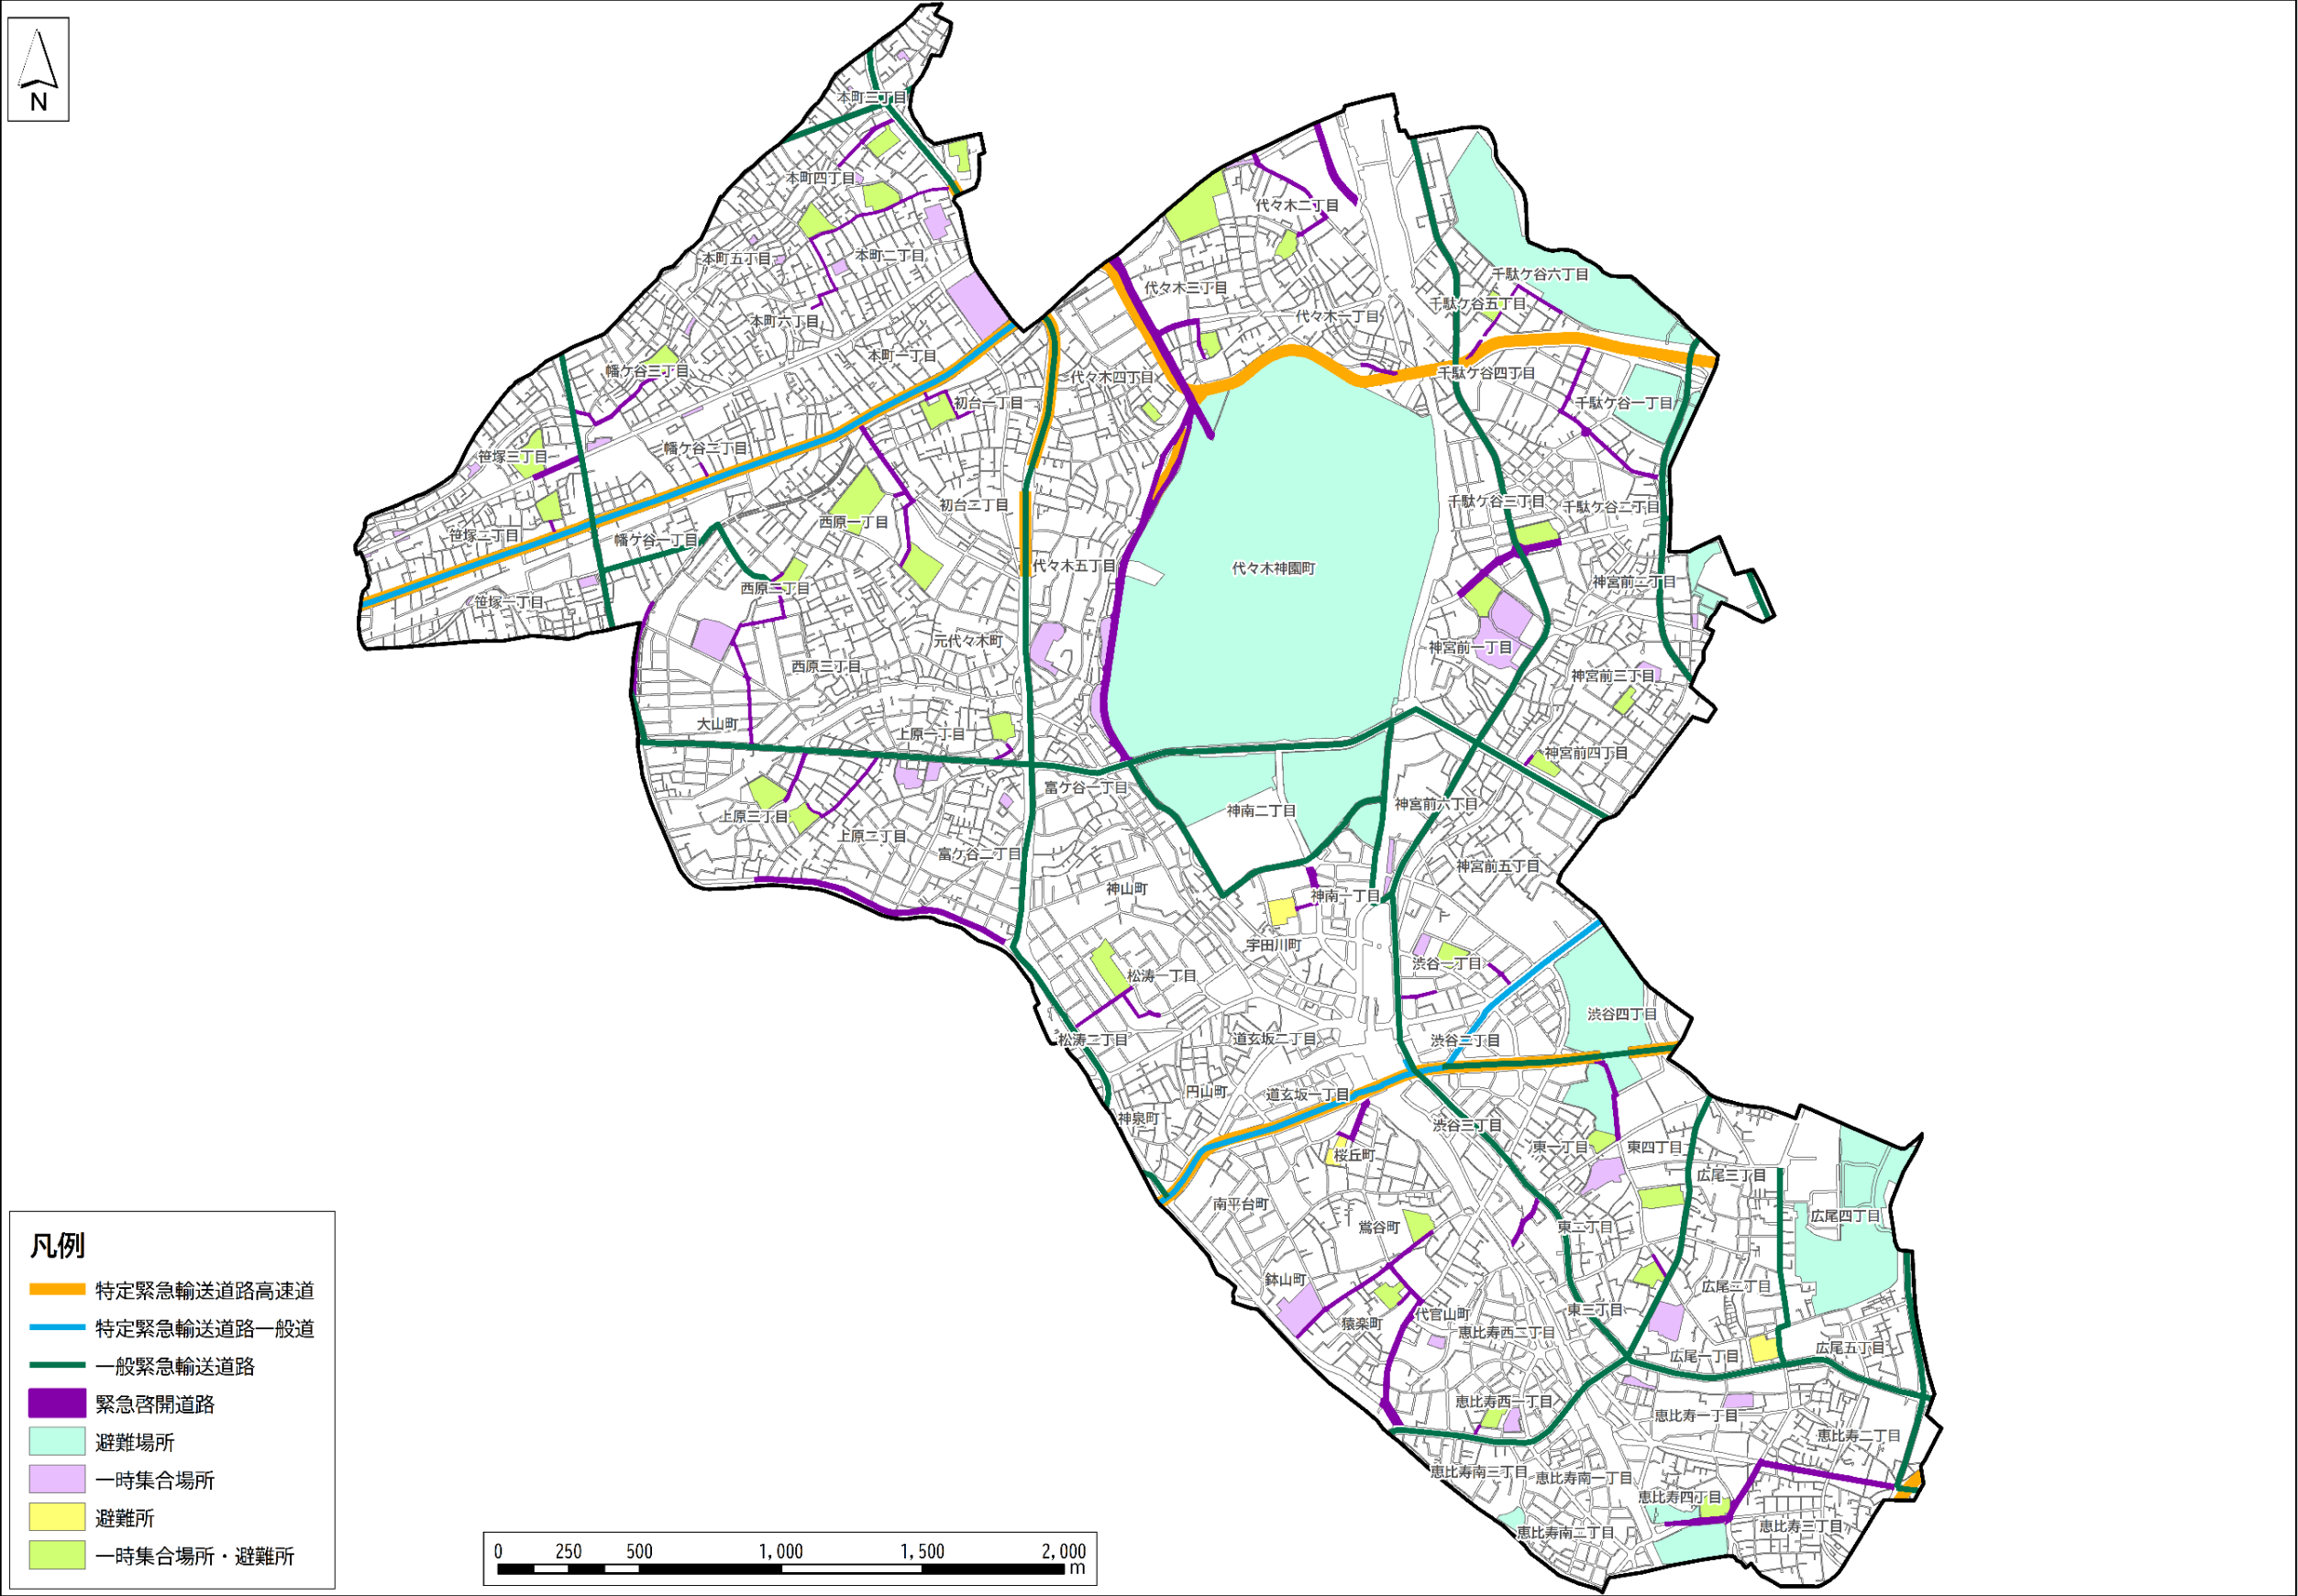 N
本町三丁目
本町四丁目
代々木二丁目
本町五丁目
本町二丁目
千駄ケ谷六丁目
代々木三丁目
千駄ケ谷五丁目
本町六丁目
代々木一丁目
本町一丁目
幡ケ谷三丁目
代々木四丁目
千駄ケ谷四丁目
初台一丁目
千駄ケ谷一丁目
幡ケ谷二丁目
笹塚三丁目
初台二丁目
千駄ケ谷三丁目
千駄ケ谷二丁目
西原一丁目
笹塚二丁目
幡ケ谷一丁目
代々木五丁目
代々木神園町
神宮前二丁目
西原二丁目
笹塚一丁目
元代々木町
神宮前一丁目
西原三丁目
神宮前三丁目
大山町
上原一丁目
神宮前四丁目
富ケ谷一丁目
神宮前六丁目
神南二丁目
上原三丁目
上原二丁目
富ケ谷二丁目
神宮前五丁目
神山町
神南一丁目
宇田川町
渋谷一丁目
松涛一丁目
渋谷四丁目
松涛二丁目
道玄坂二丁目
渋谷二丁目
円山町
道玄坂一丁目
神泉町
渋谷三丁目
東一丁目
東四丁目
桜丘町
広尾三丁目
南平台町
広尾四丁目
鶯谷町
東二丁目
鉢山町
広尾二丁目
東三丁目
代官山町
猿楽町
恵比寿西二丁目
広尾一丁目
広尾五丁目
恵比寿西一丁目
恵比寿一丁目
恵比寿二丁目
恵比寿南三丁目
恵比寿南一丁目
恵比寿四丁目
恵比寿三丁目
恵比寿南二丁目
凡例
特定緊急輸送道路高速道
特定緊急輸送道路一般道
一般緊急輸送道路
緊急啓開道路
避難場所
一時集合場所
避難所
一時集合場所・避難所
0 250 500 1,000 1,500 2,000
m